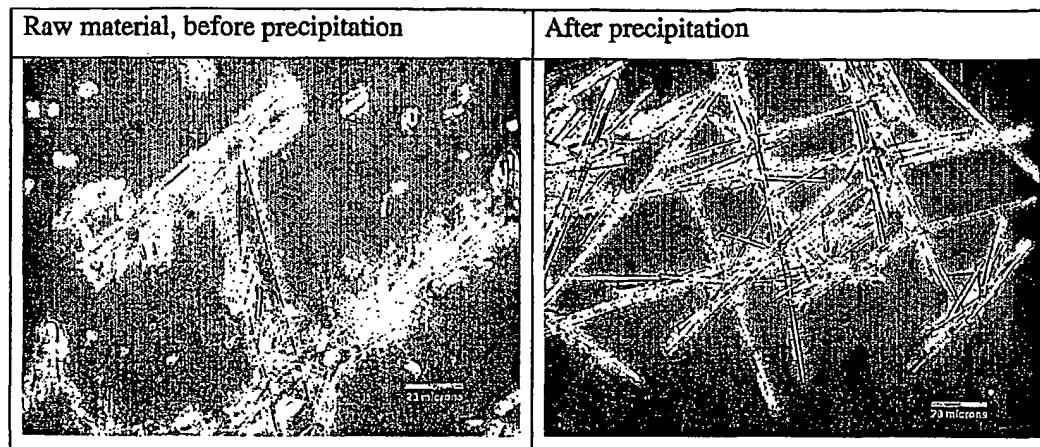 Raw material, before precipitation
After precipitation
20 microns
20 microns